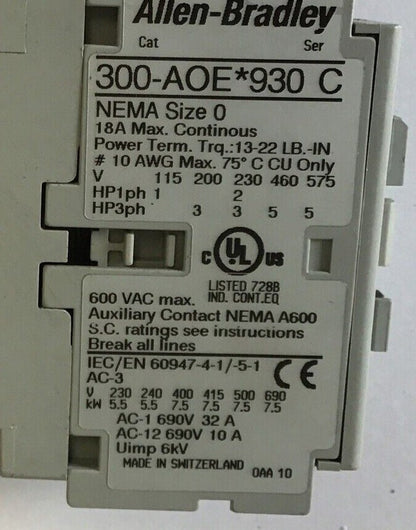 Allen-Bradley
Cat Ser
300-AOE*930 C
NEMA Size 0
18A Max. Continous
Power Term. Trq.:13-22 LB.-IN
# 10 AWG Max. 75° C CU Only
V 115 200 230 460 575
HP1ph 1 2
HP3ph 3 3 5 5
C UL US
LISTED 728B
IND. CONT.EQ
600 VAC max.
Auxiliary Contact NEMA A600
S.C. ratings see instructions
Break all lines
IEC/EN 60947-4-1/-5-1 CE
AC-3
V 230 240 400 415 500 690
kW 5.5 5.5 7.5 7.5 7.5 7.5
AC-1 690V 32 A
AC-12 690V 10 A
Uimp 6kV
MADE IN SWITZERLAND 0AA 10